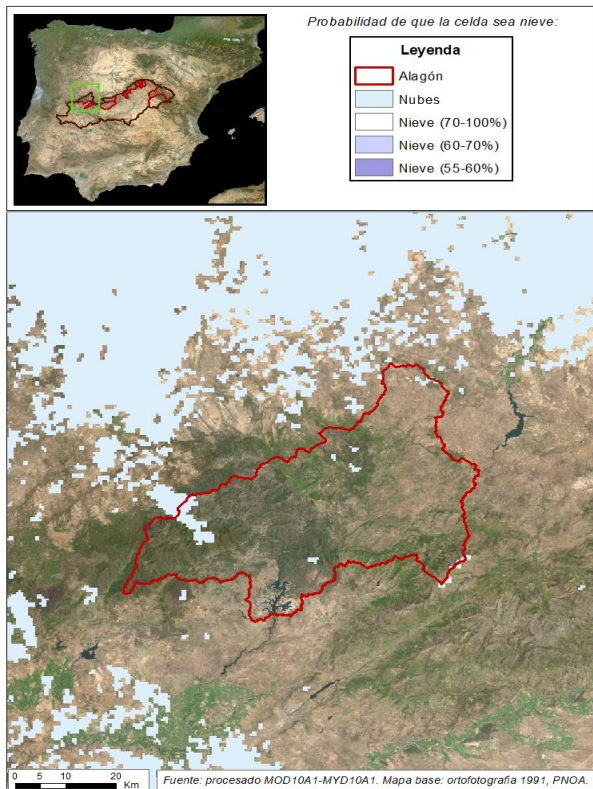 Probabilidad de que la celda sea nieve:
Leyenda
Alagón
Nubes
Nieve (70-100%)
Nieve (60-70%)
Nieve (55-60%)
0 5 10 20
Km
Fuente: procesado MOD10A1-MYD10A1. Mapa base: ortofotografia 1991, PNOA.